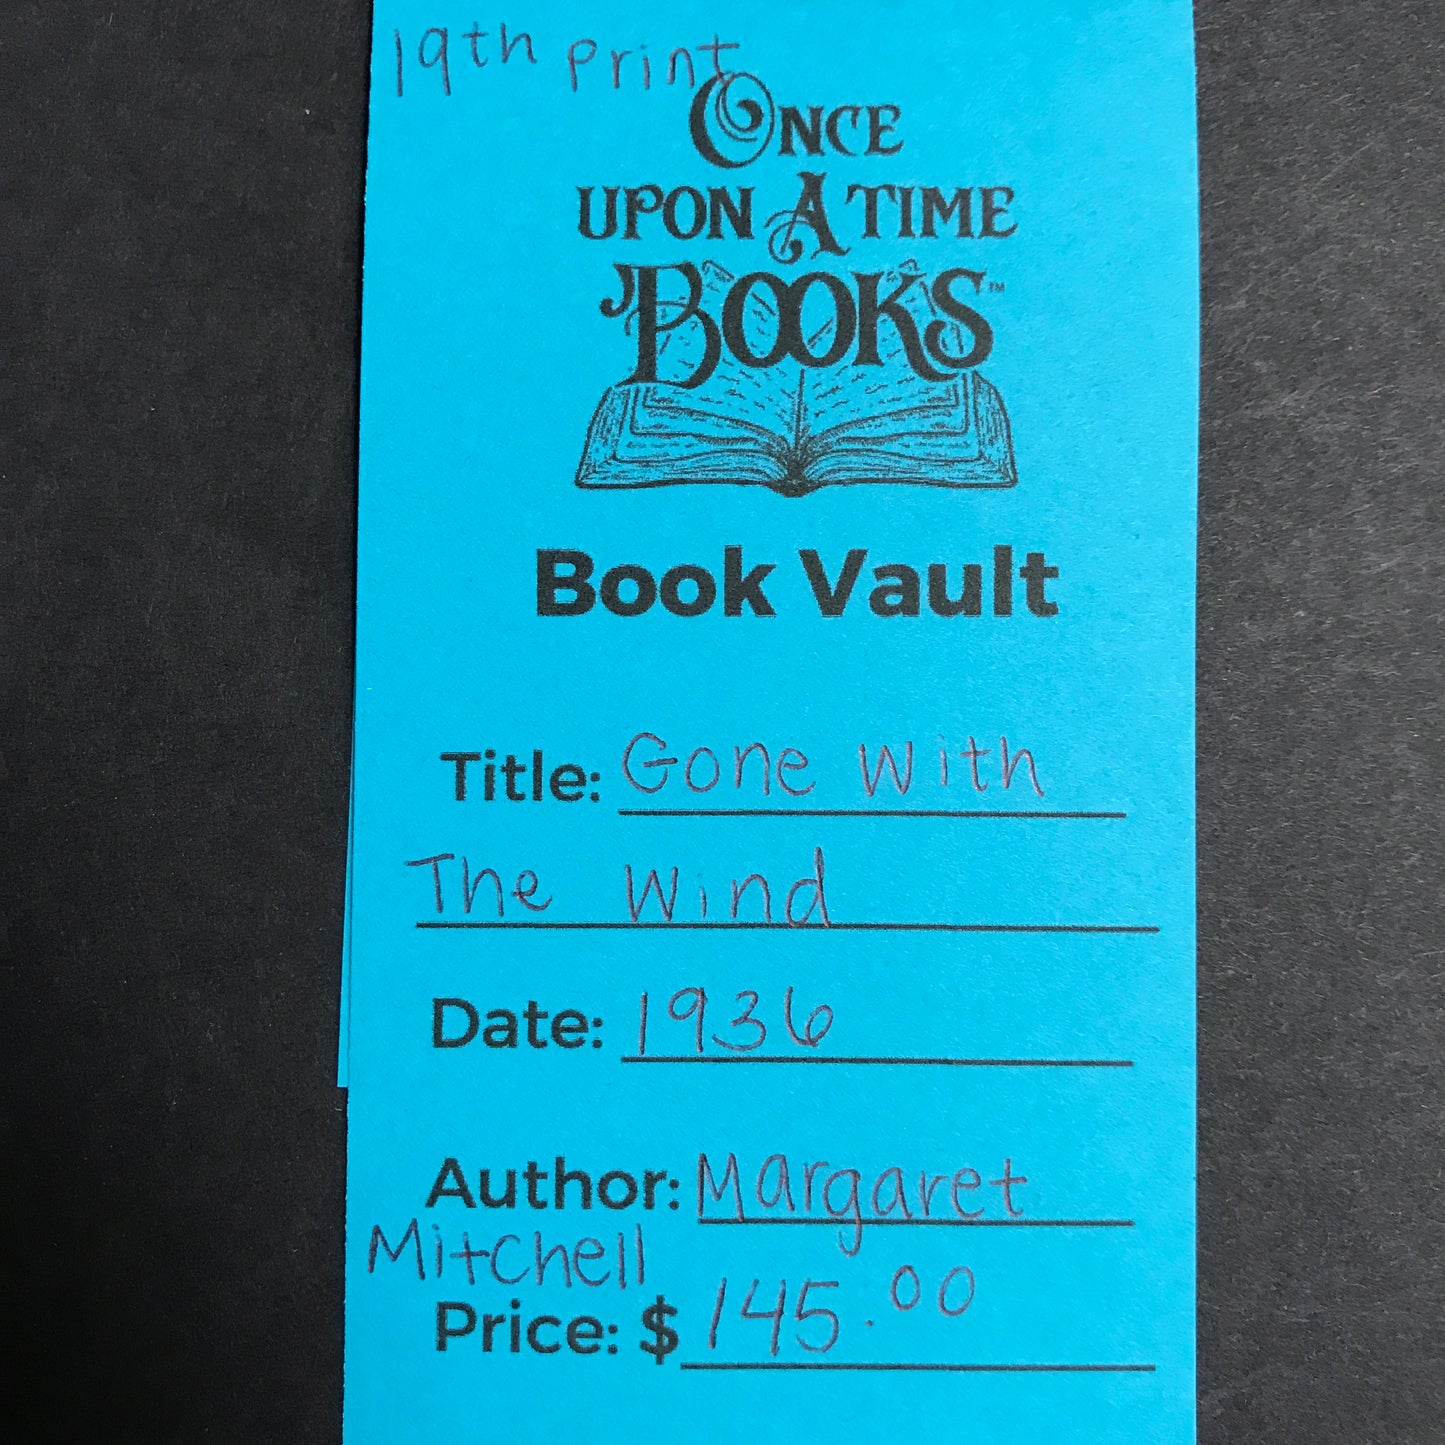 19th print
ONCE
UPON A TIME
BOOKS™
Book Vault
Title: Gone With
The Wind
Date: 1936
Author: Margaret
Mitchell
Price: $ 145.00